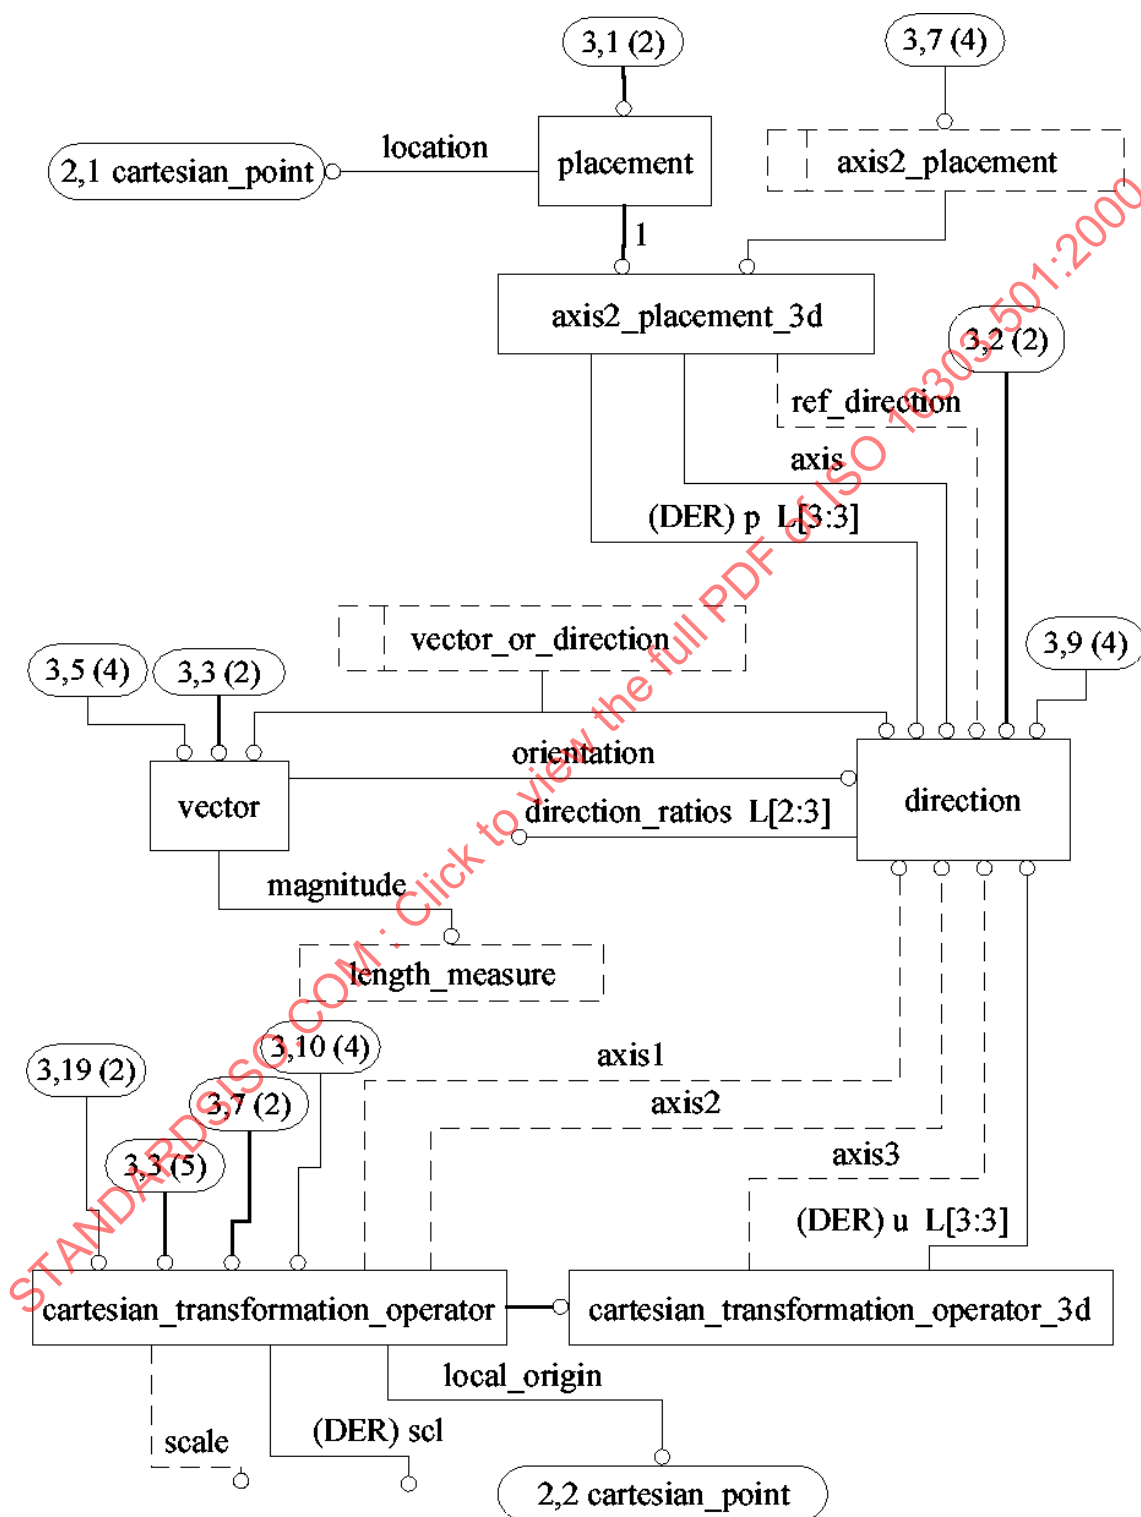 3,1 (2)
3,7 (4)
location
2,1 cartesian_point
placement
axis2_placement
1
axis2_placement_3d
3,2 (2)
ref_direction
axis
(DER) p L[3:3]
vector_or_direction
3,5 (4)
3,3 (2)
3,9 (4)
orientation
vector
direction
direction_ratios L[2:3]
magnitude
length_measure
3,10 (4)
3,19 (2)
axis1
3,7 (2)
axis2
3,3 (5)
axis3
(DER) u L[3:3]
cartesian_transformation_operator
cartesian_transformation_operator_3d
local_origin
(DER) scl
scale
2,2 cartesian_point
STANDARDSISO.COM : Click to view the full PDF of ISO 10303-501:2000